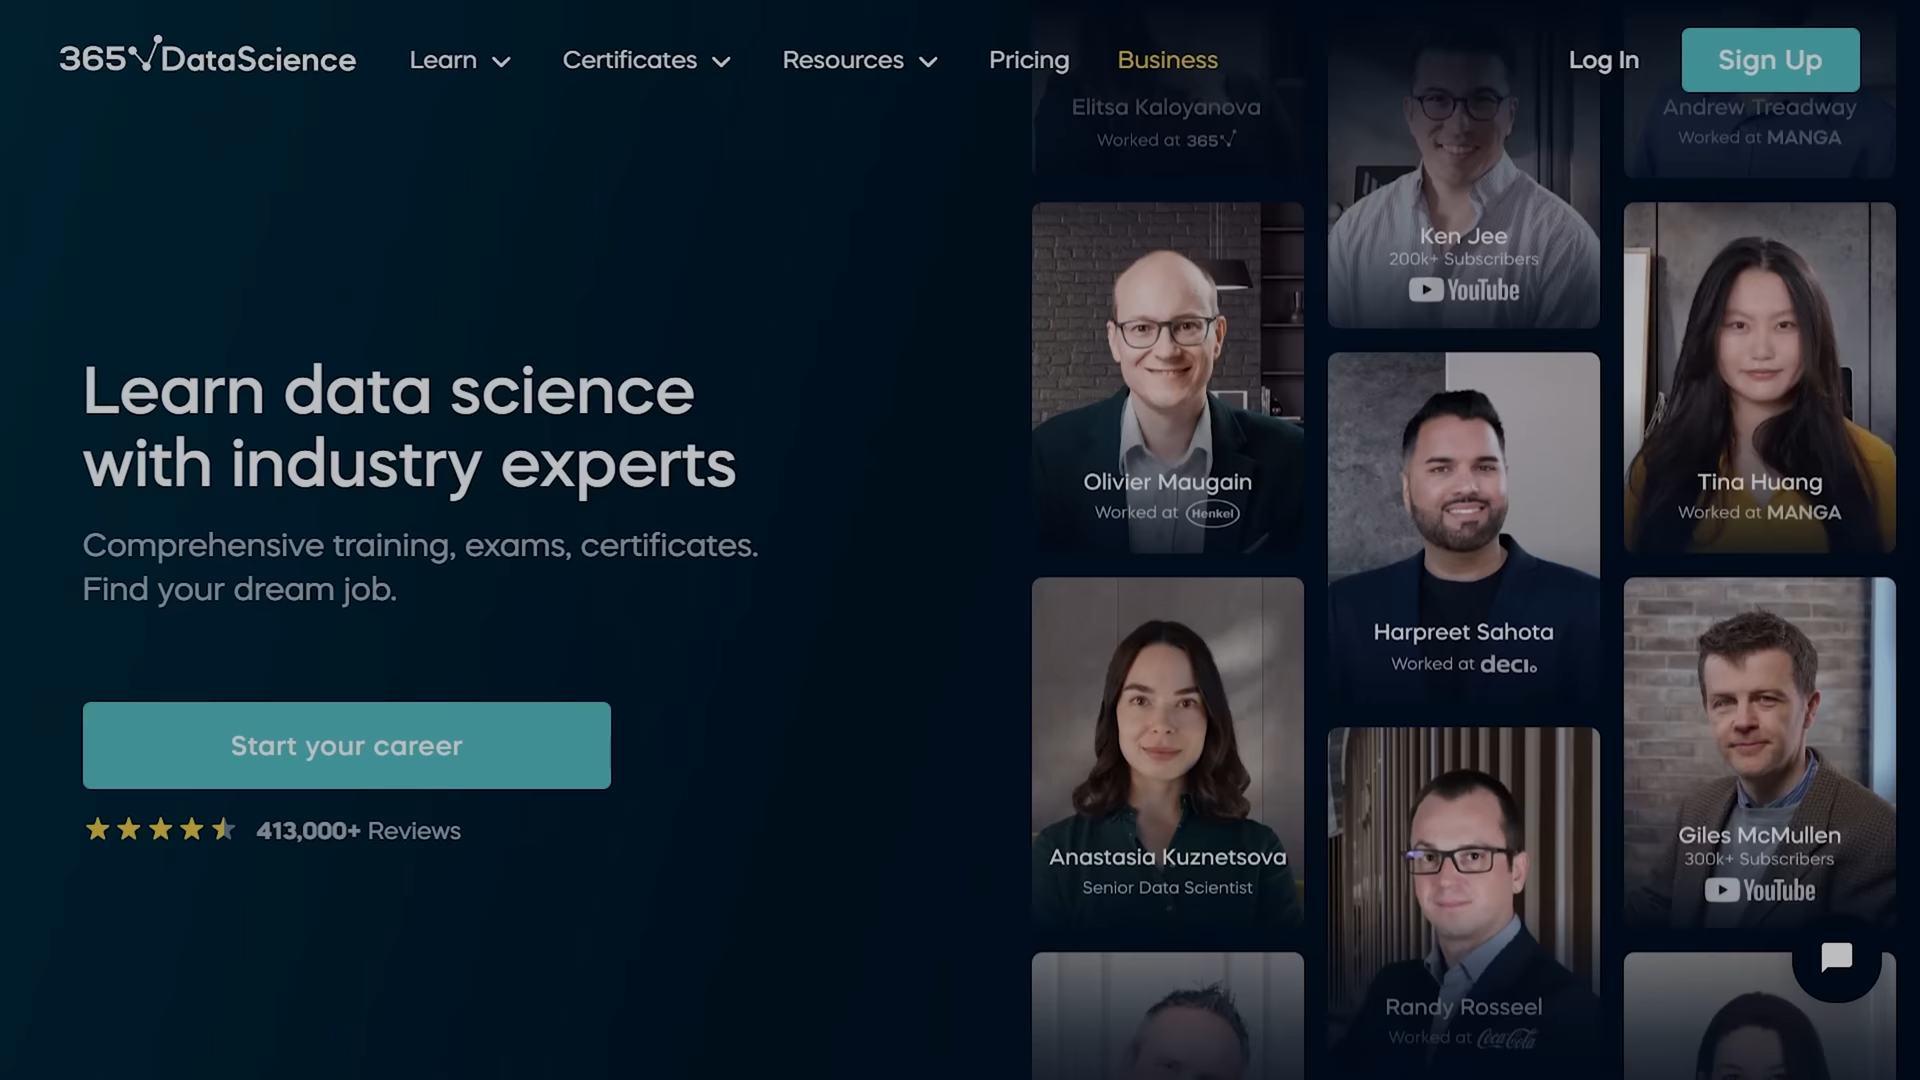 365 DataScience
Learn
Certificates
Resources
Pricing
Business
Log In
Sign Up
Learn data science
with industry experts
Comprehensive training, exams, certificates.
Find your dream job.
Start your career
413,000+ Reviews
Elitsa Kaloyanova
Worked at 365
Olivier Maugain
Worked at Henkel
Anastasia Kuznetsova
Senior Data Scientist
Ken Jee
200k+ Subscribers
YouTube
Harpreet Sahota
Worked at deci.
Randy Rosseel
Worked at Coca-Cola
Andrew Treadway
Worked at MANGA
Tina Huang
Worked at MANGA
Giles McMullen
300k+ Subscribers
YouTube